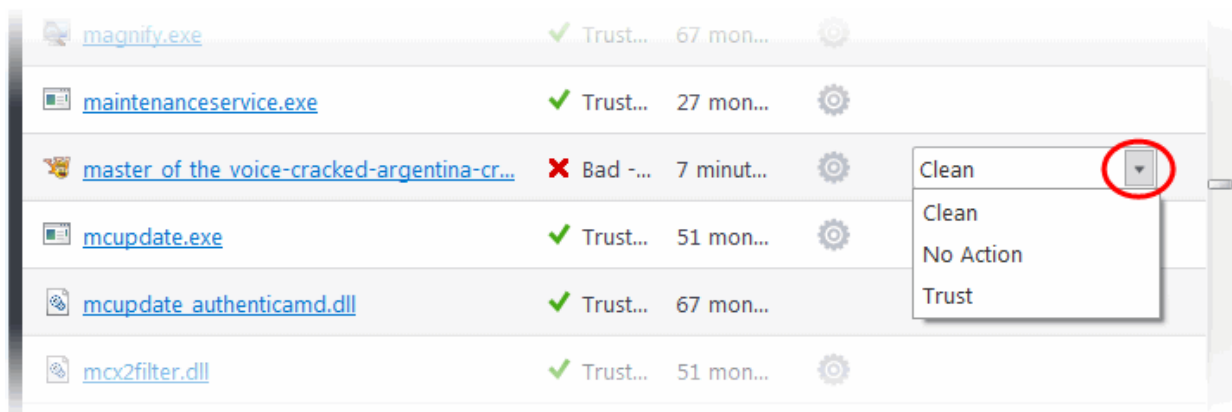 magnify.exe Trust... 67 mon...
maintenanceservice.exe Trust... 27 mon...
master of the voice-cracked-argentina-cr... Bad -... 7 minut... Clean
Clean
mcupdate.exe Trust... 51 mon...
No Action
mcupdate authenticamd.dll Trust... 67 mon...
Trust
mcx2filter.dll Trust... 51 mon...